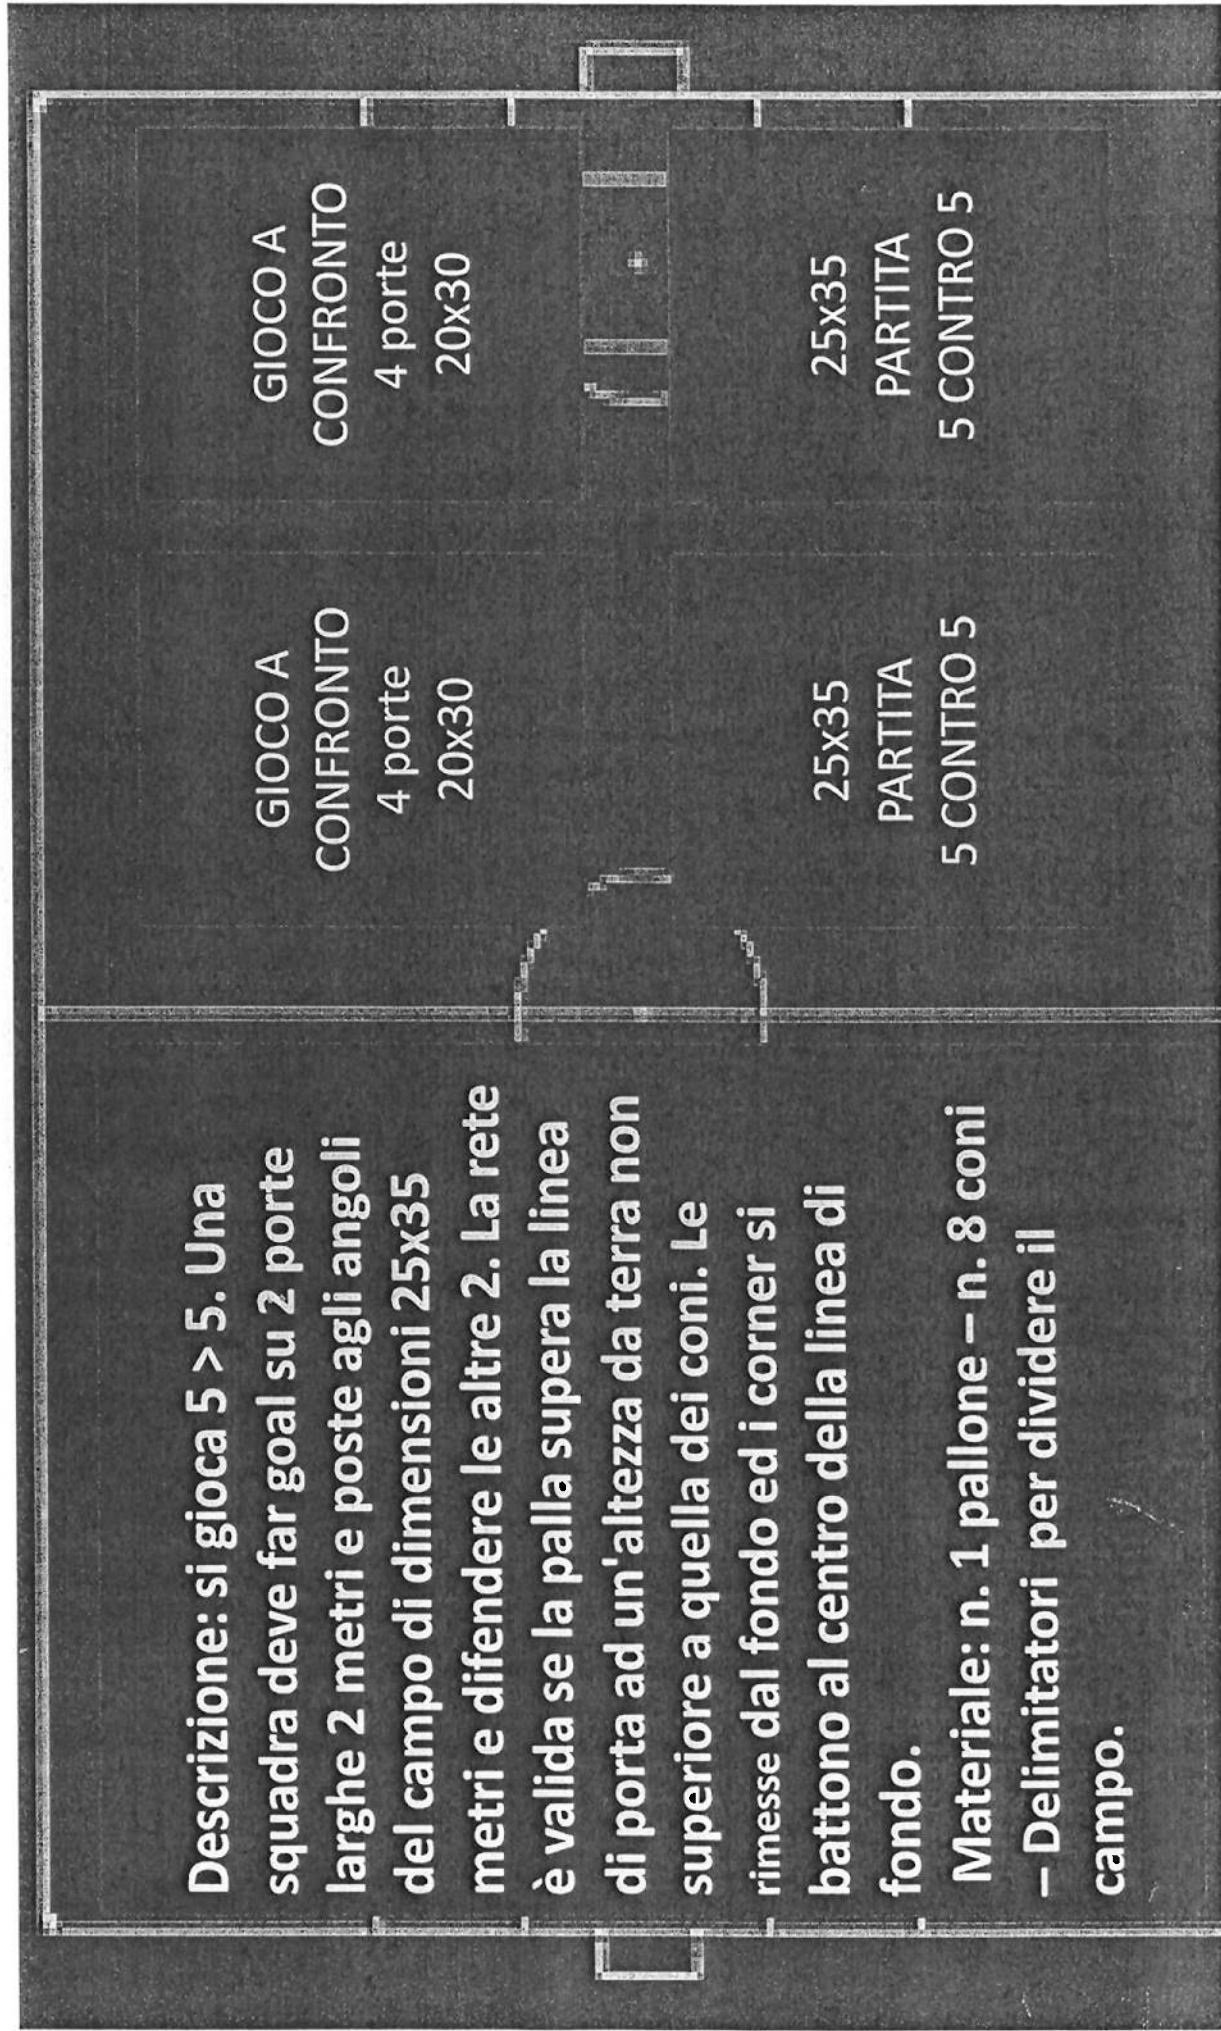 Descrizione: si gioca 5 > 5. Una
squadra deve far goal su 2 porte
larghe 2 metri e poste agli angoli
del campo di dimensioni 25x35
metri e difendere le altre 2. La rete
è valida se la palla supera la linea
di porta ad un'altezza da terra non
superiore a quella dei coni. Le
rimesse dal fondo ed i corner si
battono al centro della linea di
fondo.
Materiale: n. 1 pallone – n. 8 coni
– Delimitatori per dividere il
campo.
GIOCO A
CONFRONTO
4 porte
20x30
GIOCO A
CONFRONTO
4 porte
20x30
25x35
PARTITA
5 CONTRO 5
25x35
PARTITA
5 CONTRO 5